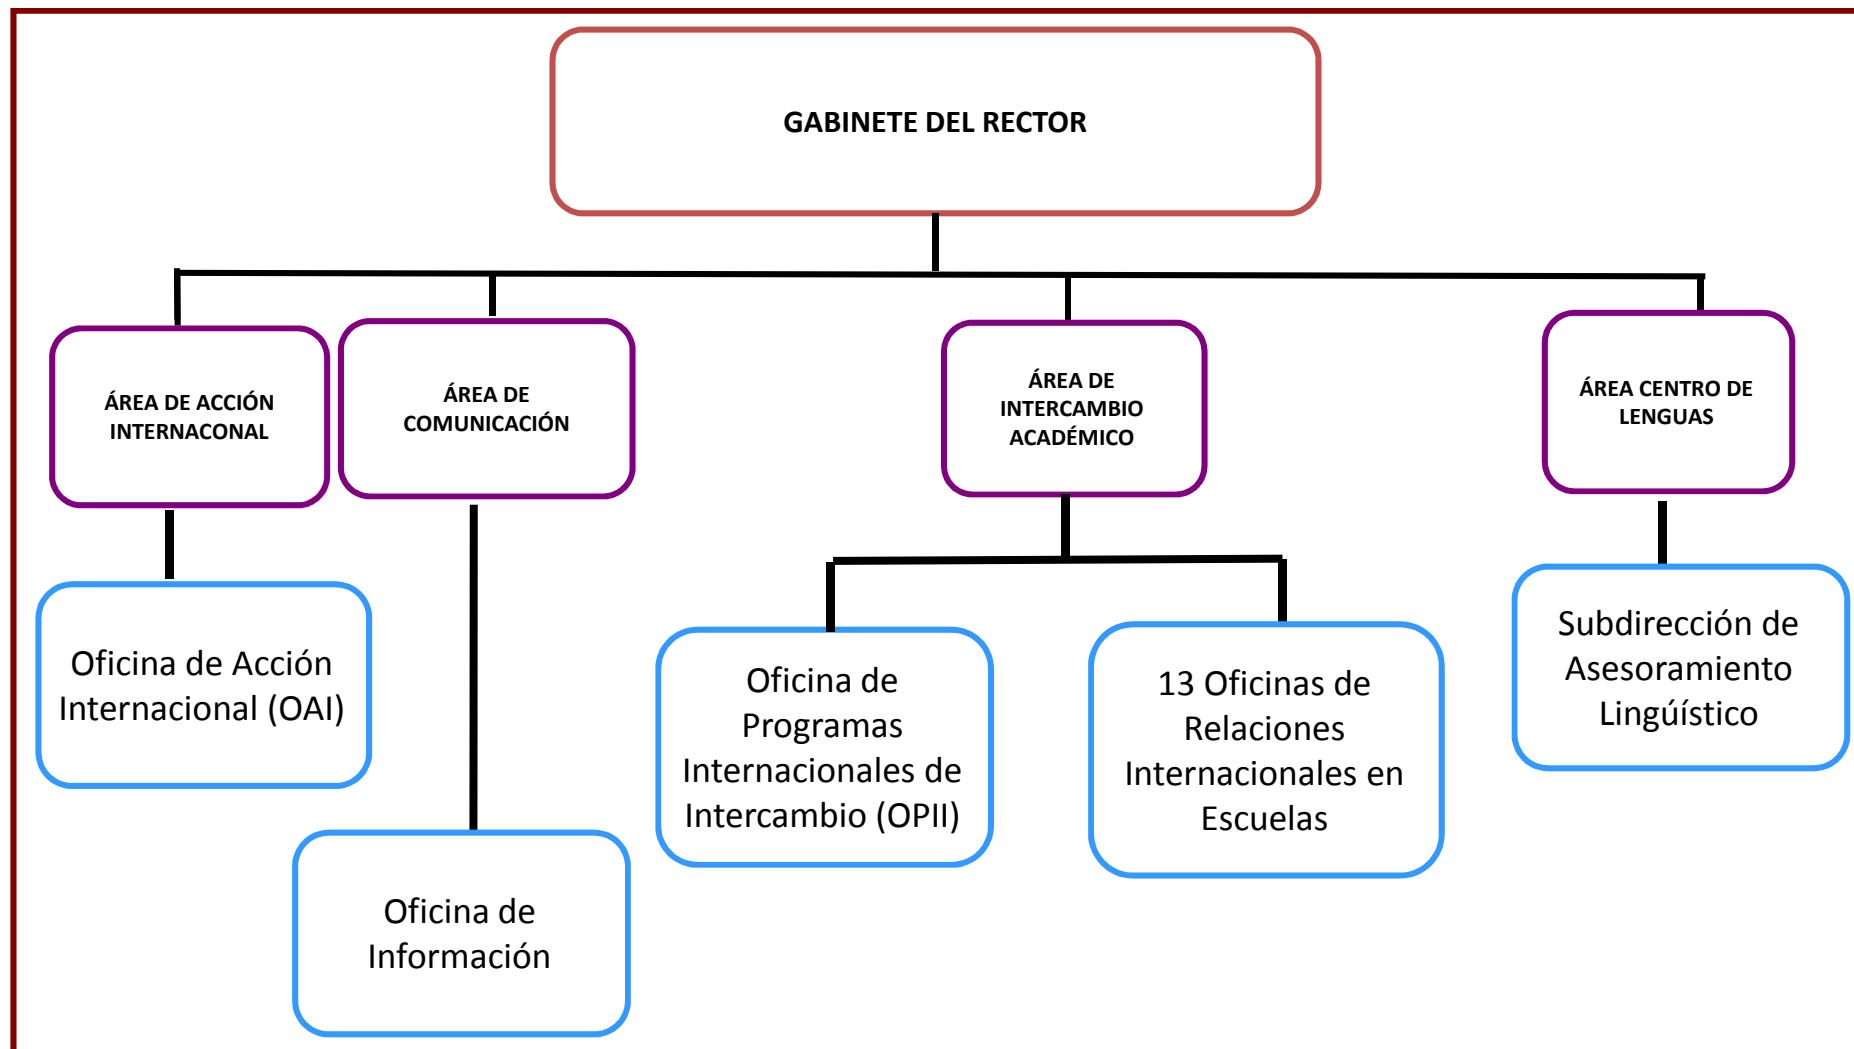 GABINETE DEL RECTOR
ÁREA DE ACCIÓN
INTERNACONAL
ÁREA DE
COMUNICACIÓN
ÁREA DE
INTERCAMBIO
ACADÉMICO
ÁREA CENTRO DE
LENGUAS
Oficina de Acción
Internacional (OAI)
Oficina de
Información
Oficina de
Programas
Internacionales de
Intercambio (OPII)
13 Oficinas de
Relaciones
Internacionales en
Escuelas
Subdirección de
Asesoramiento
Lingúístico